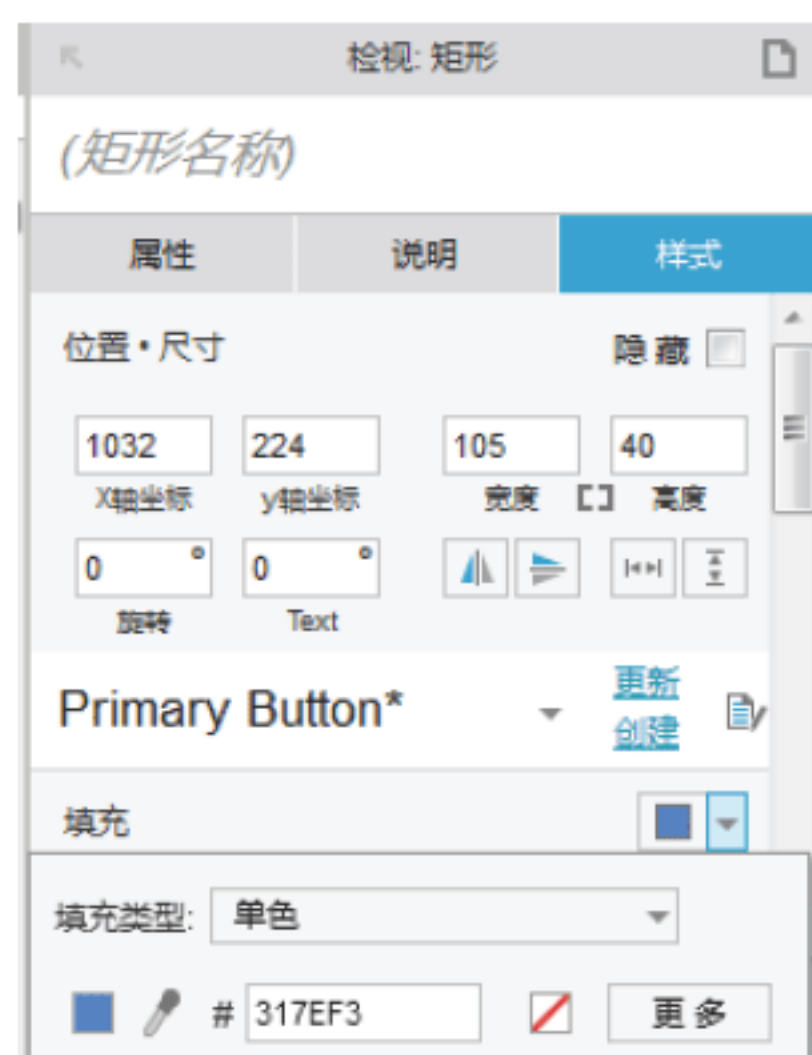 检视: 矩形
(矩形名称)
属性 说明 样式
位置•尺寸 隐 藏
1032 224 105 40
X轴坐标 y轴坐标 宽度 高度
0 ° 0 °
旋转 Text
Primary Button* 更新
创建
填充
填充类型: 单色
# 317EF3 更 多